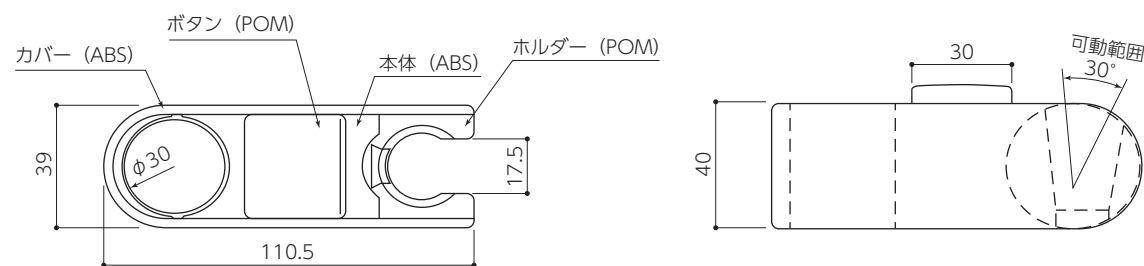 ボタン（POM）
カバー（ABS）
本体（ABS）
ホルダー（POM）
39
φ30
17.5
110.5
30
可動範囲
30°
40